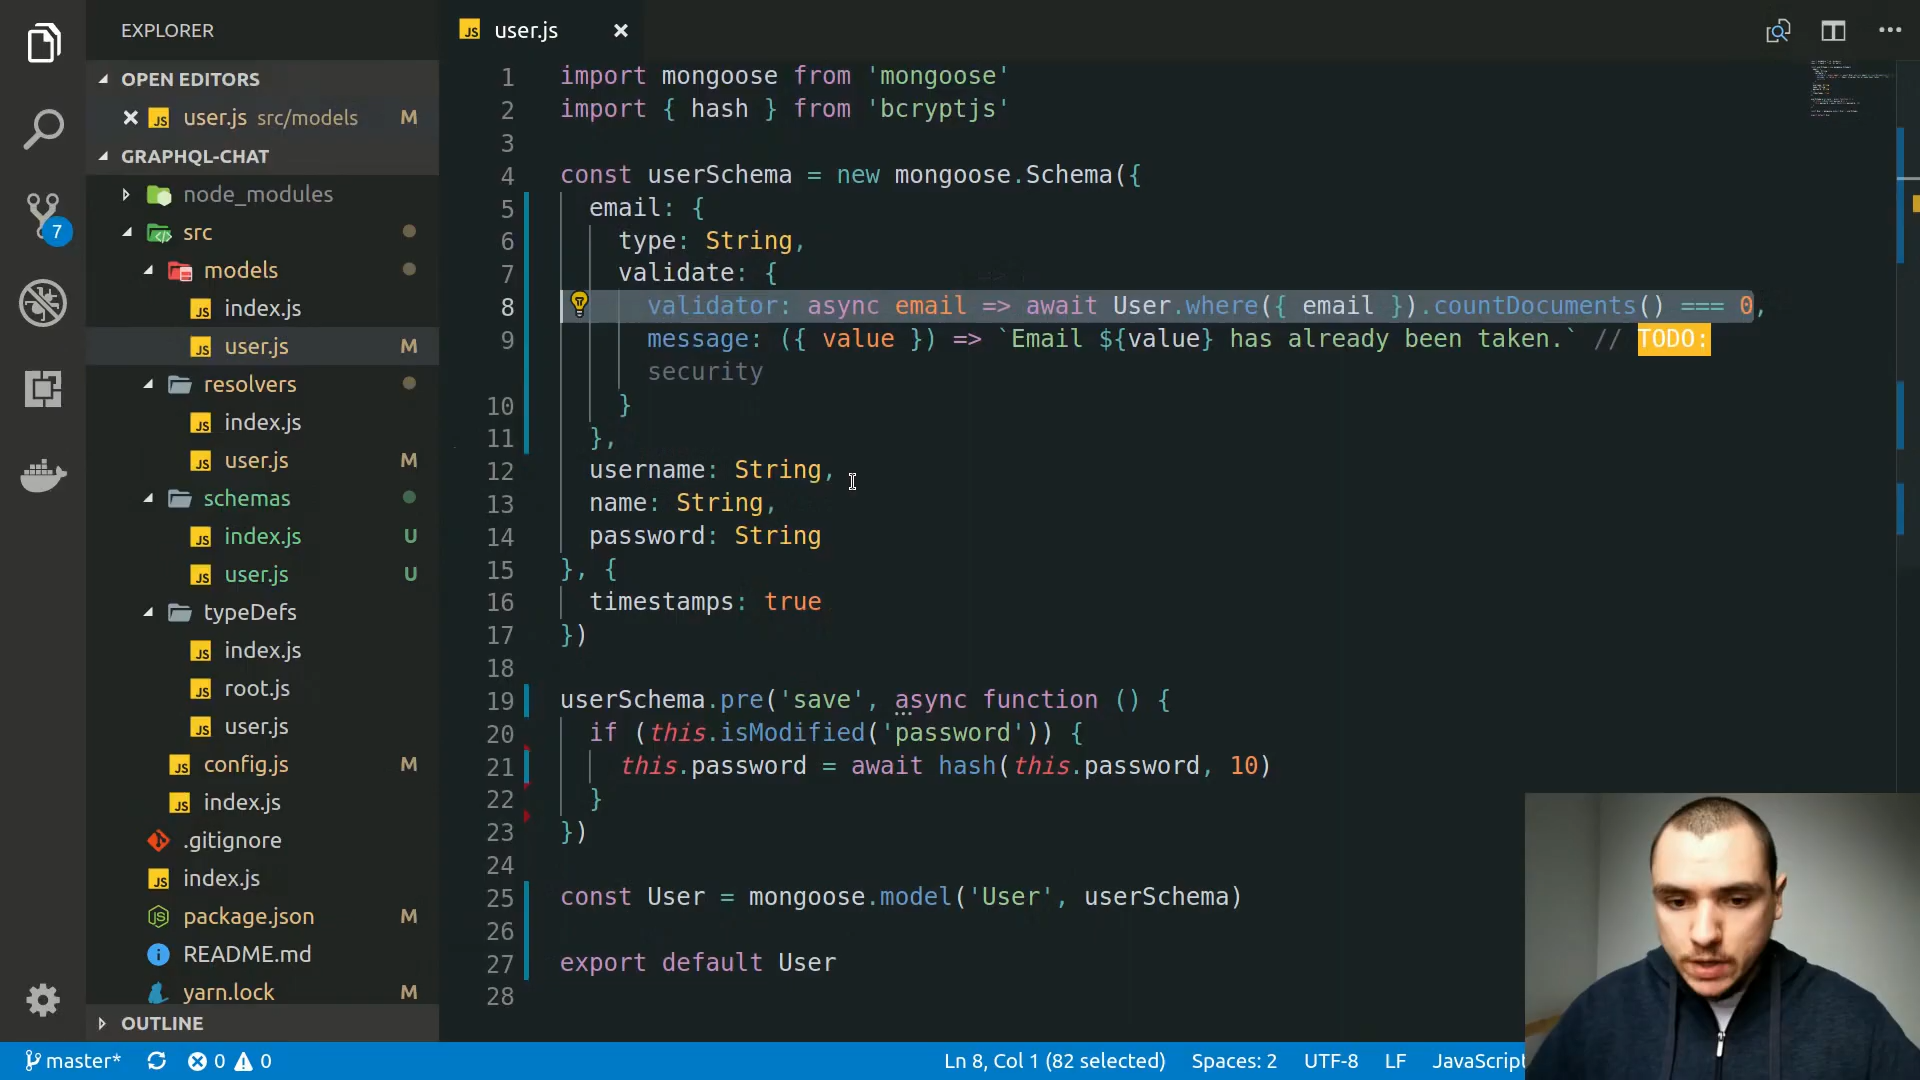 EXPLORER
OPEN EDITORS
user.js src/models M
GRAPHQL-CHAT
node_modules
src
models
index.js
user.js M
resolvers
index.js
user.js M
schemas
index.js U
user.js U
typeDefs
index.js
root.js
user.js
config.js M
index.js
.gitignore
index.js
package.json M
README.md
yarn.lock M
OUTLINE
7
JS user.js
1 import mongoose from 'mongoose'
2 import { hash } from 'bcryptjs'
3
4 const userSchema = new mongoose.Schema({
5 email: {
6 type: String,
7 validate: {
8 validator: async email => await User.where({ email }).countDocuments() === 0,
9 message: ({ value }) => `Email ${value} has already been taken.` // TODO:
security
10 }
11 },
12 username: String,
13 name: String,
14 password: String
15 }, {
16 timestamps: true
17 })
18
19 userSchema.pre('save', async function () {
20 if (this.isModified('password')) {
21 this.password = await hash(this.password, 10)
22 }
23 })
24
25 const User = mongoose.model('User', userSchema)
26
27 export default User
28
master* 0 0 Ln 8, Col 1 (82 selected) Spaces: 2 UTF-8 LF JavaScript